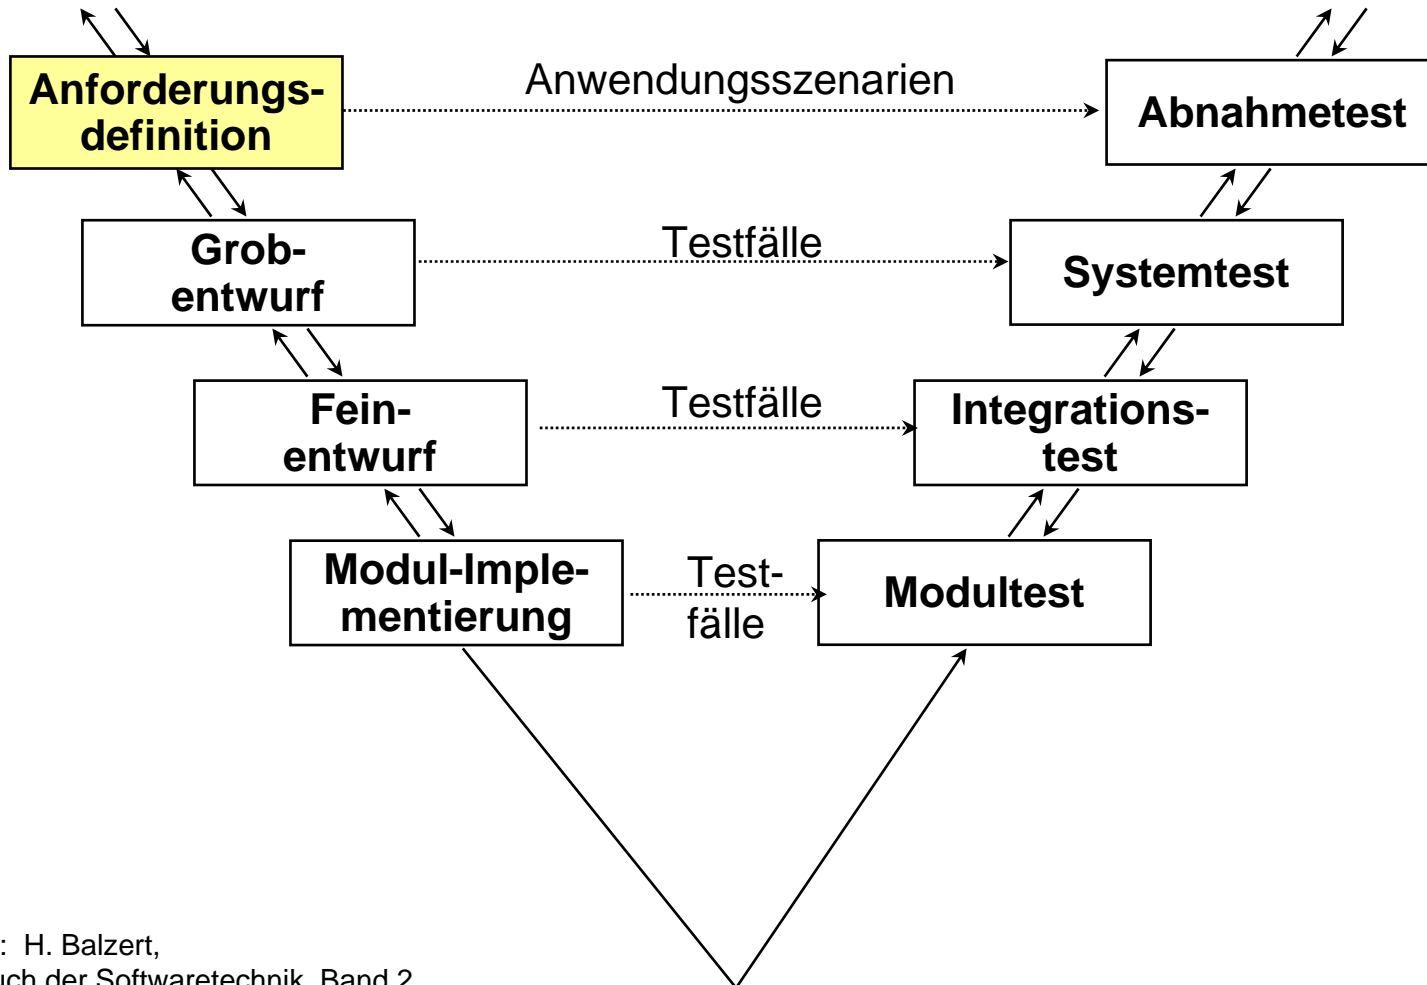 Anforderungs-
definition
Anwendungsszenarien
Abnahmetest
Grob-
entwurf
Testfälle
Systemtest
Fein-
entwurf
Testfälle
Integrations-
test
Modul-Imple-
mentierung
Test-
fälle
Modultest
: H. Balzert,
uch der Softwaretechnik, Band 2